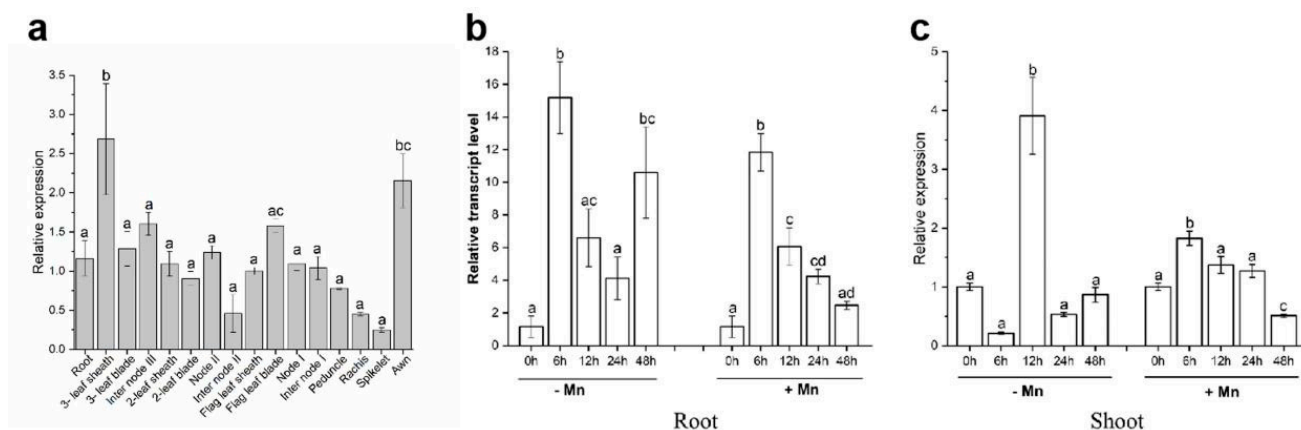 a
Relative expression
3.5
3.0
2.5
2.0
1.5
1.0
0.5
0.0
a
b
a
a
a
a
a
a
a
ac
a
a
a
a
a
bc
Root
3- leaf sheath
3- leaf blade
Inter node III
2-leaf sheath
2-leaf blade
Node II
Inter node II
Flag leaf sheath
Flag leaf blade
Node I
Inter node I
Peduncle
Rachis
Spikelet
Awn
b
Relative transcript level
18
16
14
12
10
8
6
4
2
0
a
b
ac
a
bc
a
b
c
cd
ad
0h 6h 12h 24h 48h 0h 6h 12h 24h 48h
- Mn + Mn
Root
c
Relative expression
5
4
3
2
1
0
a
a
b
a
a
a
b
a
a
c
0h 6h 12h 24h 48h 0h 6h 12h 24h 48h
- Mn + Mn
Shoot